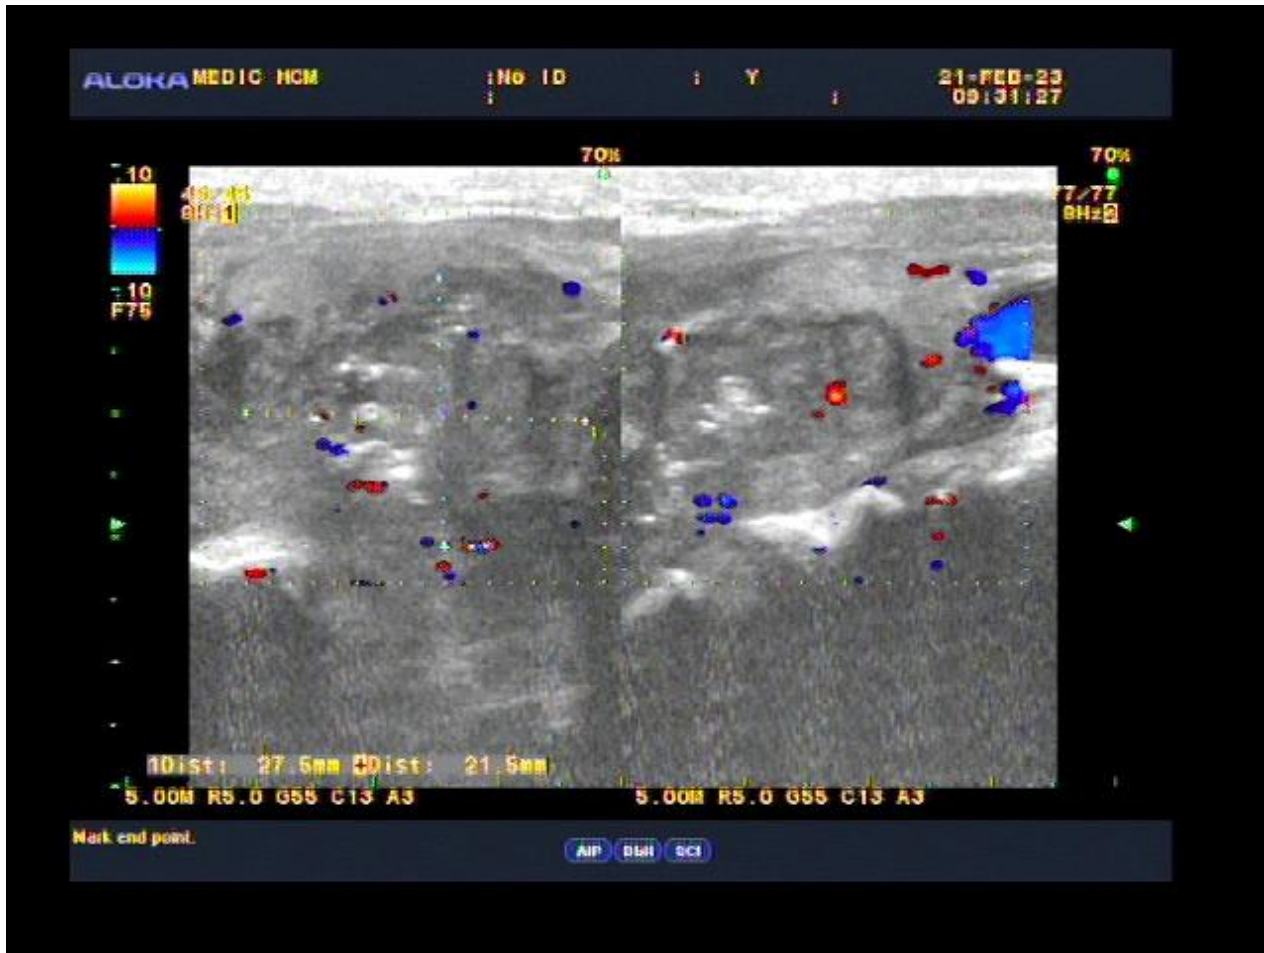 ALOKA MEDIC HCM :No ID : Y 21-FEB-23
: : 09:31:27
70% 70%
.10
77/77
8Hz2
.10
F75
1Dist: 27.5mm +Dist: 21.5mm
5.00M R5.0 G55 C13 A3 5.00M R5.0 G55 C13 A3
Mark end point.
AIP DbH SCI